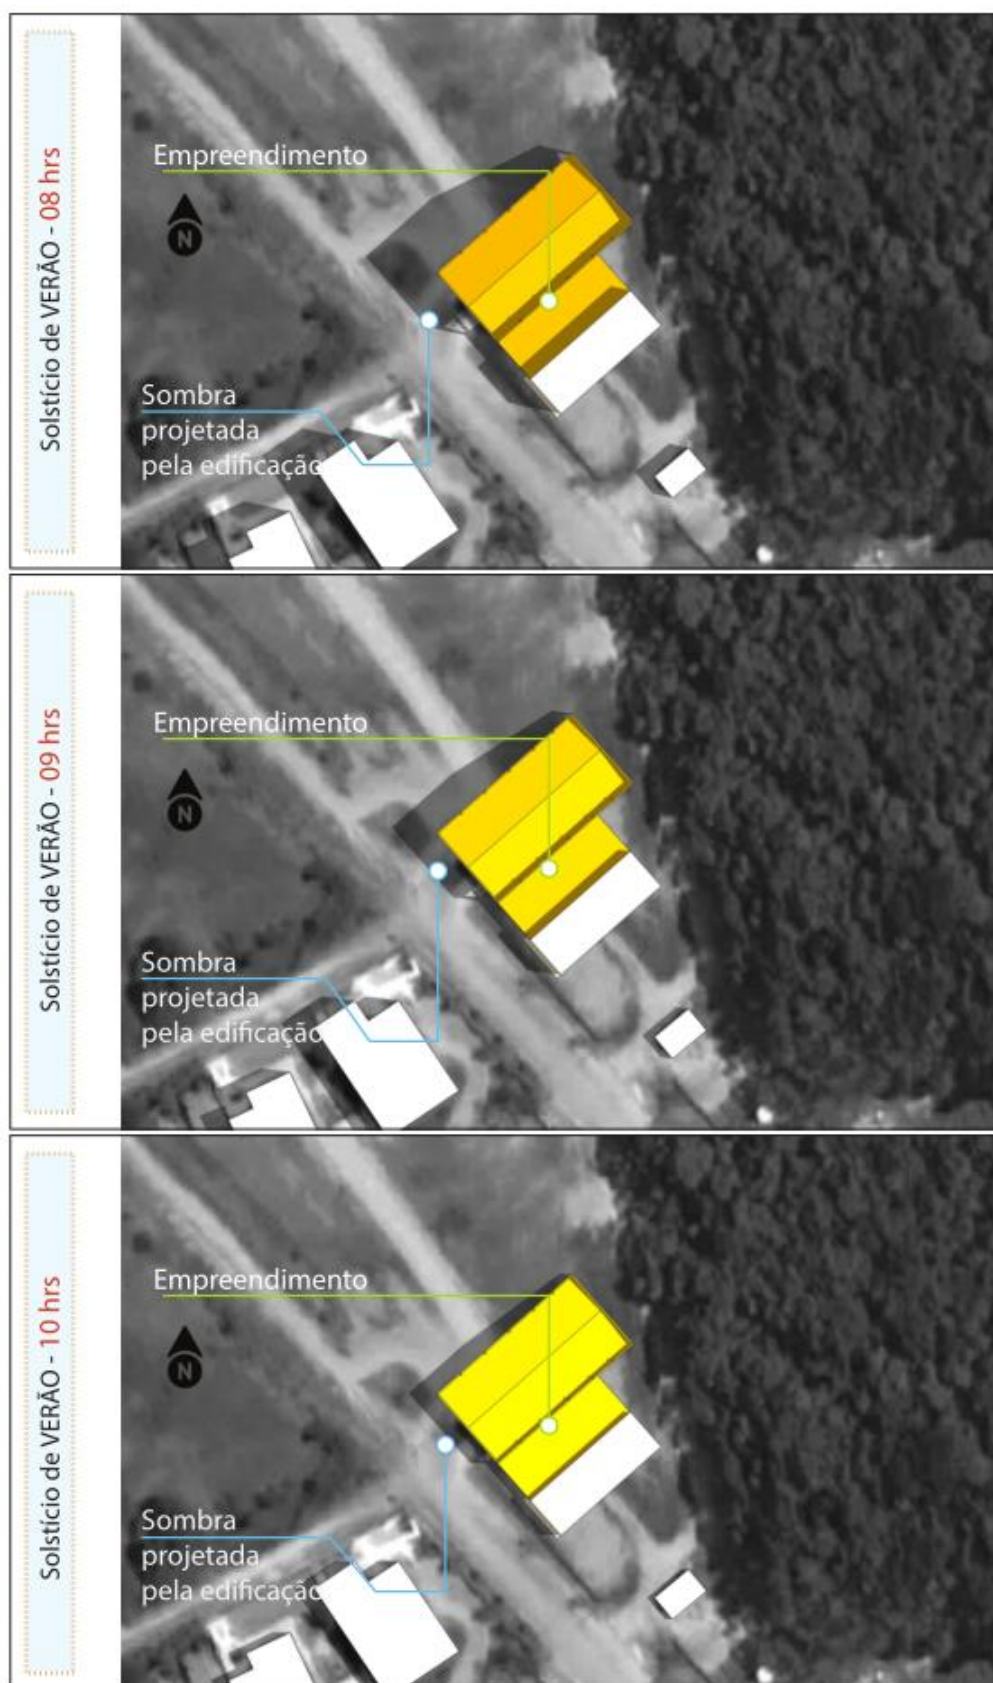 Solstício de VERÃO - 08 hrs
Empreendimento
N
Sombra
projetada
pela edificação
Solstício de VERÃO - 09 hrs
Empreendimento
N
Sombra
projetada
pela edificação
Solstício de VERÃO - 10 hrs
Empreendimento
N
Sombra
projetada
pela edificação